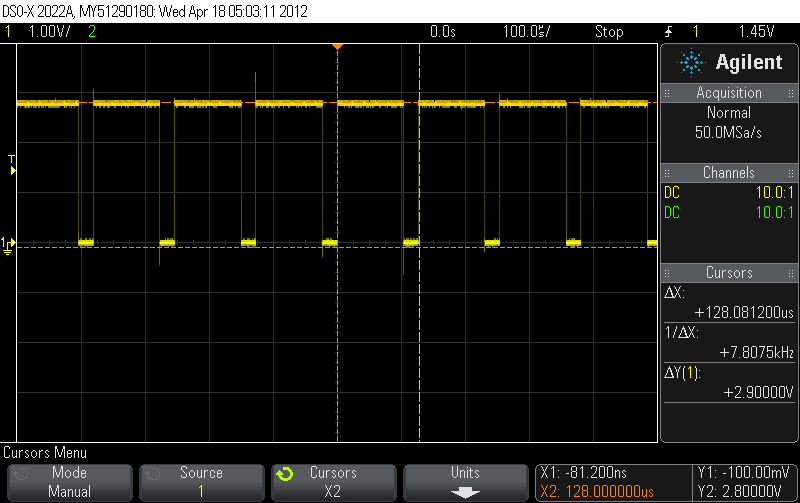 DSO-X 2022A, MY51290180: Wed Apr 18 05:03:11 2012
1 1.00V/ 2 0.0s 100.0us/ Stop 1 1.45V
Agilent
Acquisition
Normal
50.0MSa/s
Channels
DC 10.0:1
DC 10.0:1
Cursors
ΔX:
+128.081200us
1/ΔX:
+7.8075kHz
ΔY(1):
+2.90000V
T
1
Cursors Menu
Mode
Manual
Source
1
Cursors
X2
Units
X1: -81.200ns
X2: 128.000000us
Y1: -100.00mV
Y2: 2.80000V